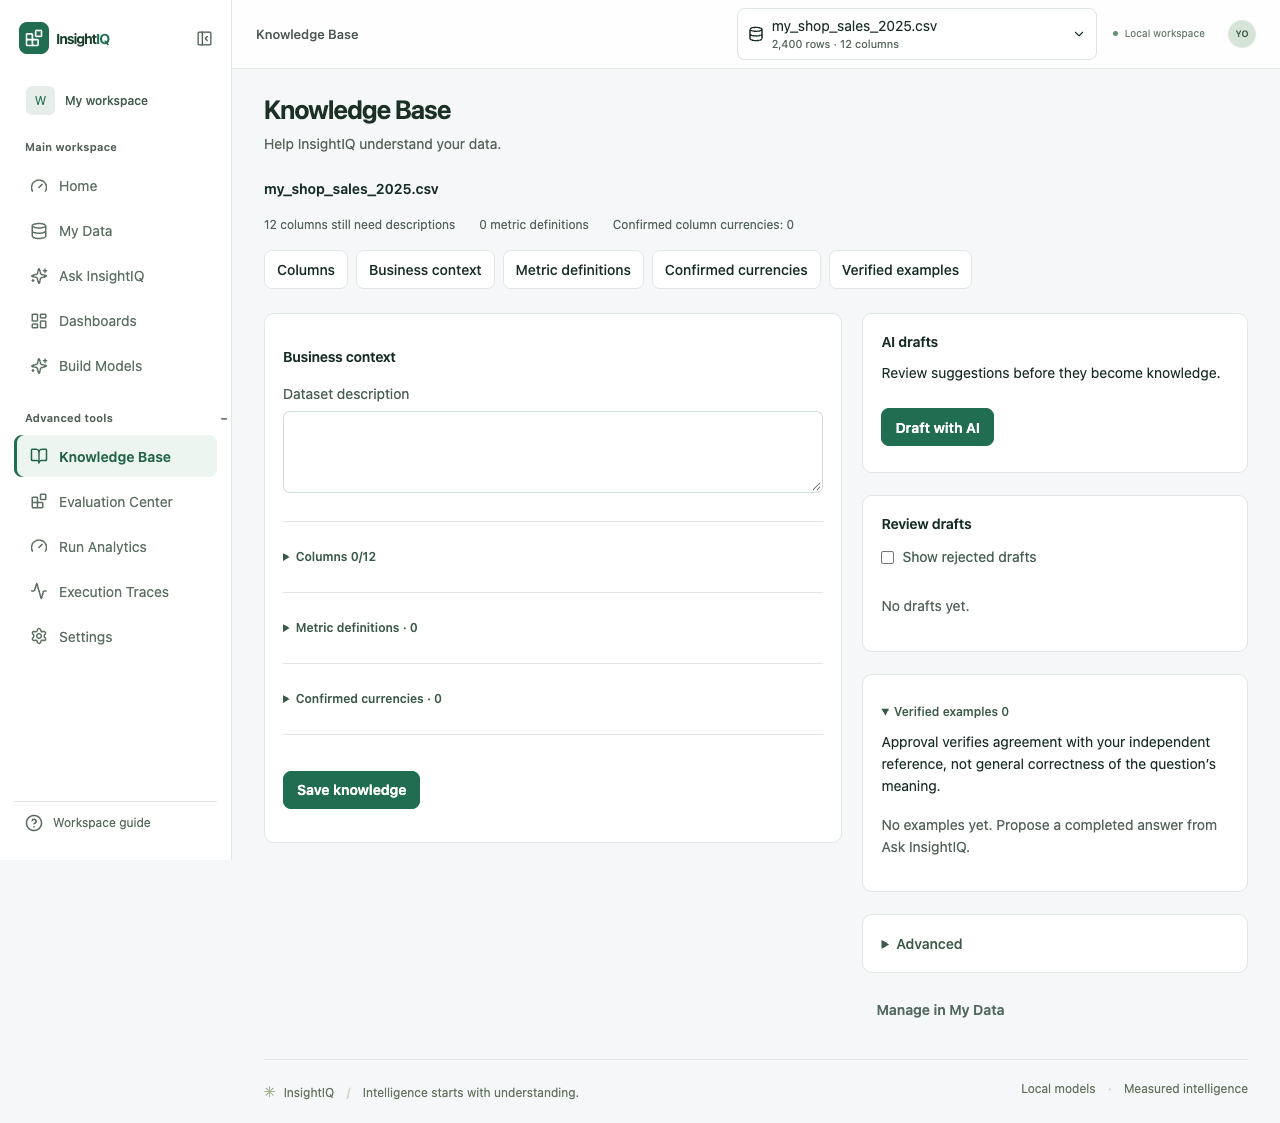 InsightIQ
W
My workspace
Main workspace
Home
My Data
Ask InsightIQ
Dashboards
Build Models
Advanced tools
–
Knowledge Base
Evaluation Center
Run Analytics
Execution Traces
Settings
Workspace guide
Knowledge Base
my_shop_sales_2025.csv
2,400 rows · 12 columns
Local workspace
YO
Knowledge Base
Help InsightIQ understand your data.
my_shop_sales_2025.csv
12 columns still need descriptions
0 metric definitions
Confirmed column currencies: 0
Columns
Business context
Metric definitions
Confirmed currencies
Verified examples
Business context
Dataset description
Columns 0/12
Metric definitions · 0
Confirmed currencies · 0
Save knowledge
AI drafts
Review suggestions before they become knowledge.
Draft with AI
Review drafts
Show rejected drafts
No drafts yet.
Verified examples 0
Approval verifies agreement with your independent
reference, not general correctness of the question’s
meaning.
No examples yet. Propose a completed answer from
Ask InsightIQ.
Advanced
Manage in My Data
InsightIQ / Intelligence starts with understanding.
Local models · Measured intelligence